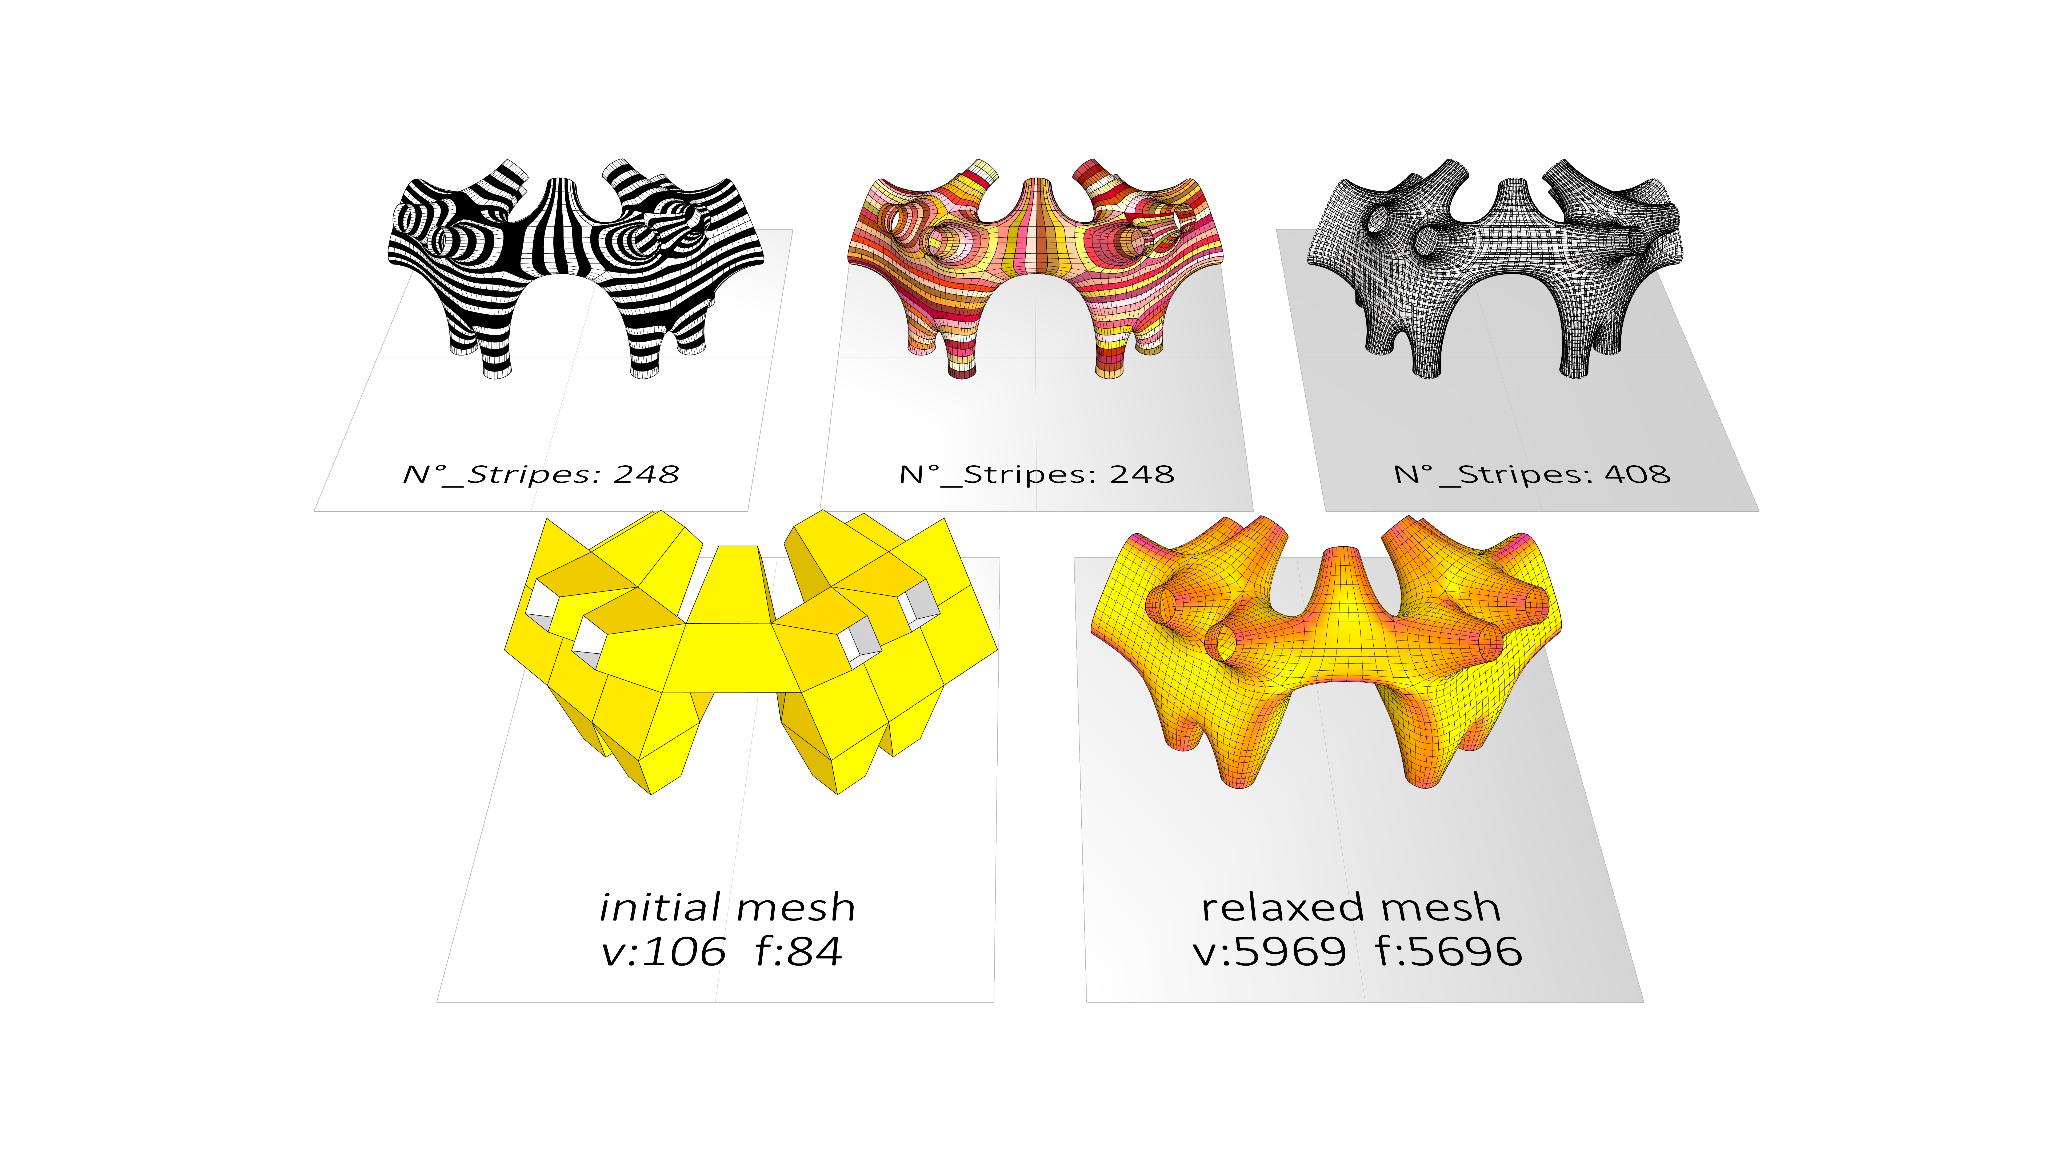 N°_Stripes: 248
N°_Stripes: 248
N°_Stripes: 408
initial mesh
v:106 f:84
relaxed mesh
v:5969 f:5696